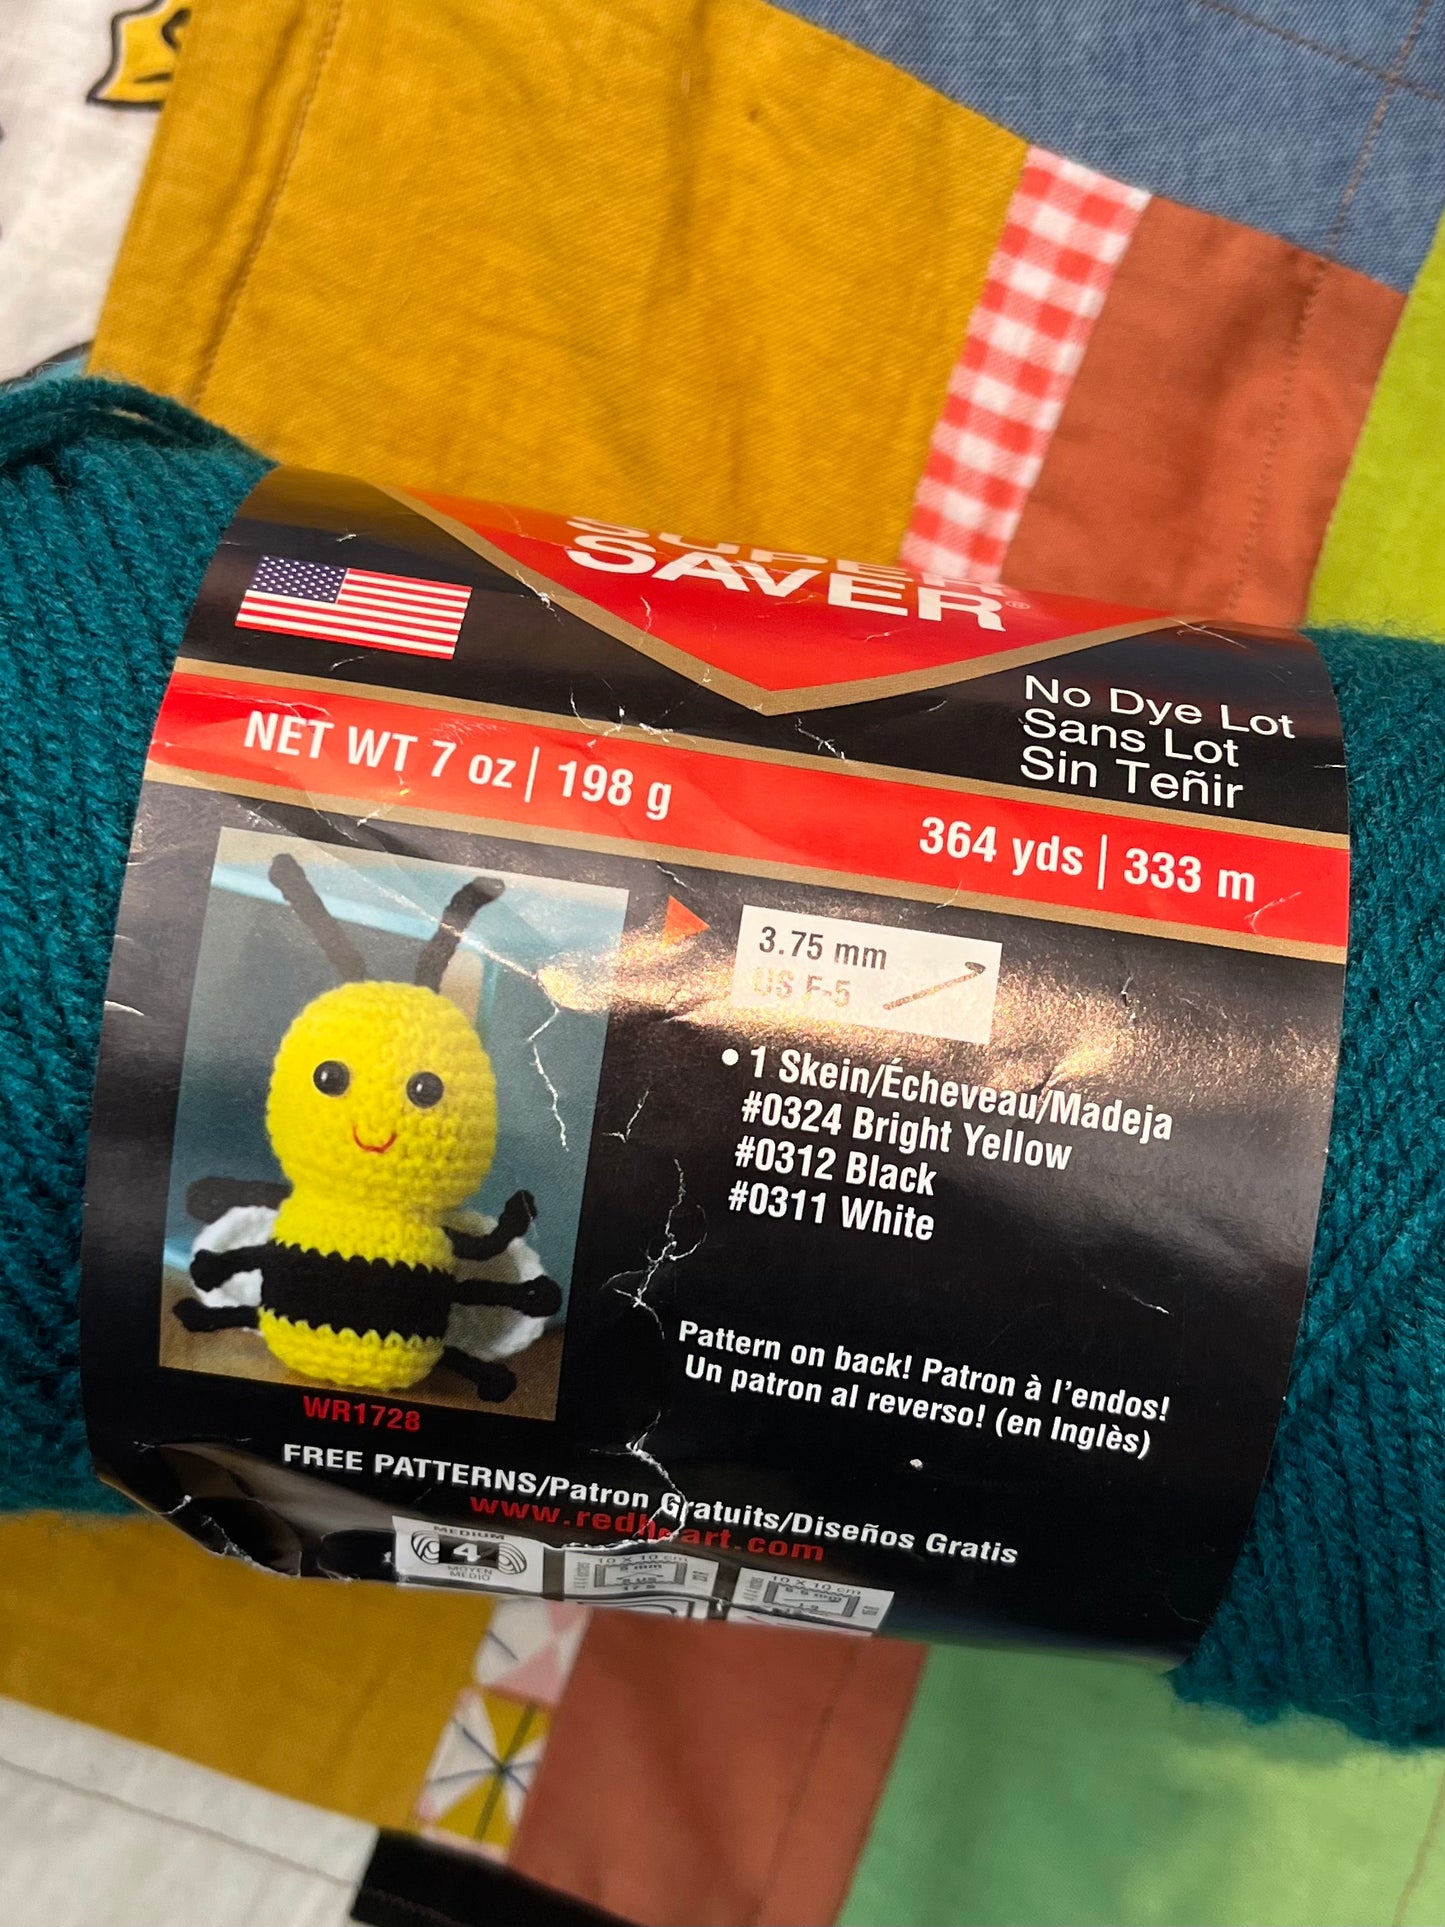 SUPER
SAVER®
No Dye Lot
Sans Lot
Sin Teñir
NET WT 7 oz | 198 g
364 yds | 333 m
3.75 mm
US F-5
• 1 Skein/Écheveau/Madeja
#0324 Bright Yellow
#0312 Black
#0311 White
Pattern on back! Patron à l'endos!
Un patron al reverso! (en Inglès)
WR1728
FREE PATTERNS/Patron Gratuits/Diseños Gratis
www.redheart.com
MEDIUM
4
MOYEN
MEDIO
10 X 10 cm
10 X 10 cm